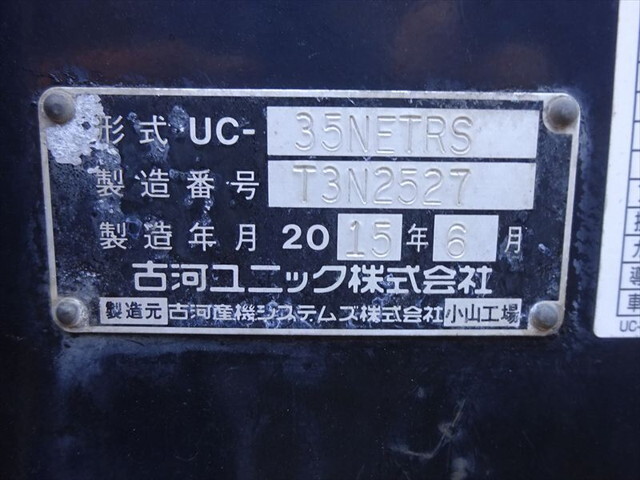 形式 UC- 35NETRS
製造番号 T3N2527
製造年月 2015年6月
古河ユニック株式会社
製造元 古河産機システムズ株式会社 小山工場
UC-